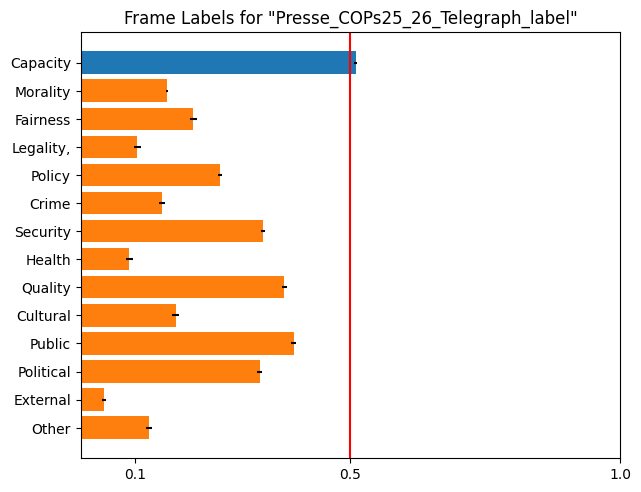 Frame Labels for "Presse_COPs25_26_Telegraph_label"
Capacity
Morality
Fairness
Legality,
Policy
Crime
Security
Health
Quality
Cultural
Public
Political
External
Other
0.1 0.5 1.0